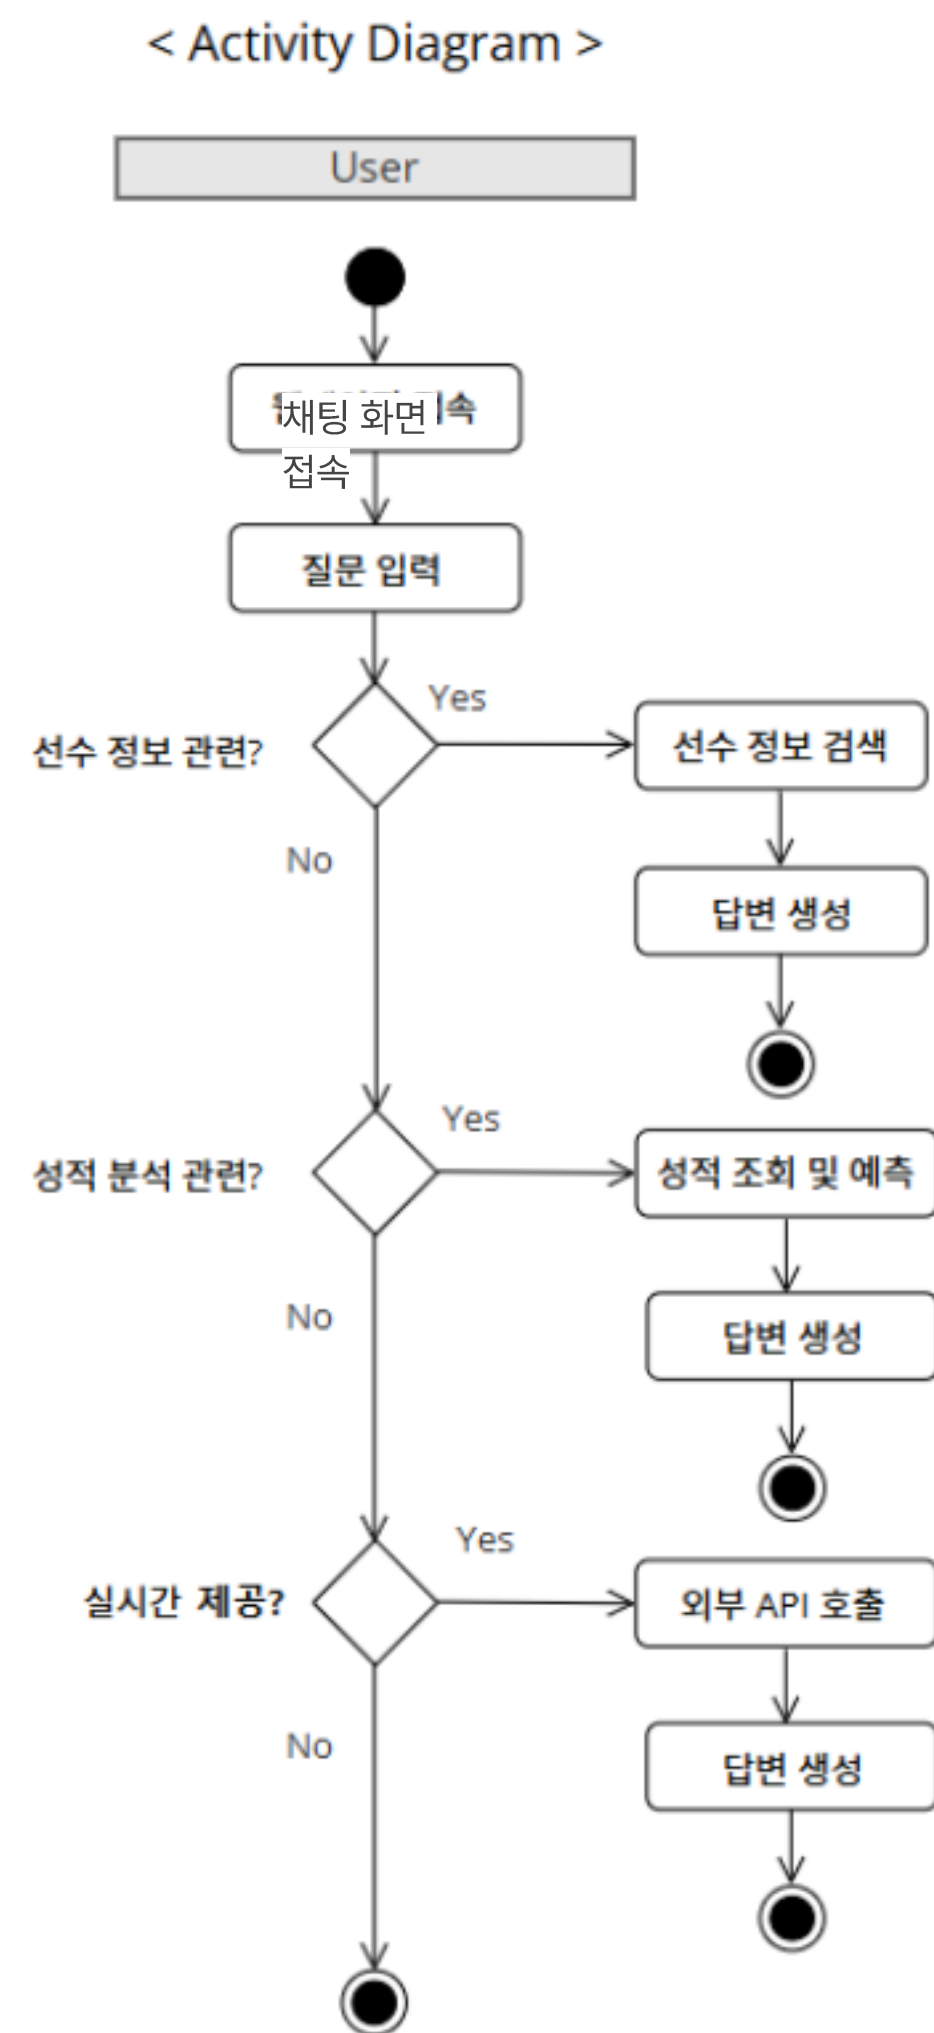 < Activity Diagram >
User
채팅 화면
접속
질문 입력
Yes
선수 정보 관련?
선수 정보 검색
No
답변 생성
Yes
성적 분석 관련?
성적 조회 및 예측
No
답변 생성
Yes
실시간 제공?
외부 API 호출
No
답변 생성